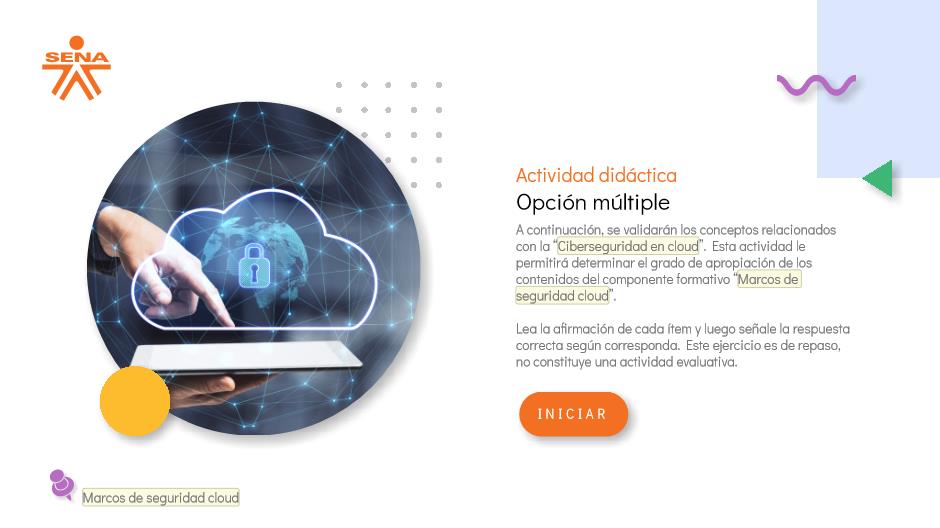 SENA
Actividad didáctica
Opción múltiple
A continuación, se validarán los conceptos relacionados
con la “Ciberseguridad en cloud”. Esta actividad le
permitirá determinar el grado de apropiación de los
contenidos del componente formativo “Marcos de
seguridad cloud”.
Lea la afirmación de cada ítem y luego señale la respuesta
correcta según corresponda. Este ejercicio es de repaso,
no constituye una actividad evaluativa.
INICIAR
Marcos de seguridad cloud